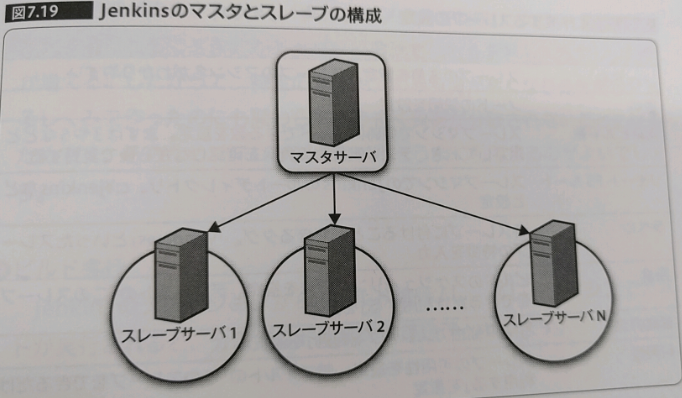 図7.19 Jenkinsのマスタとスレーブの構成
マスタサーバ
スレーブサーバ1
スレーブサーバ2
......
スレーブサーバN